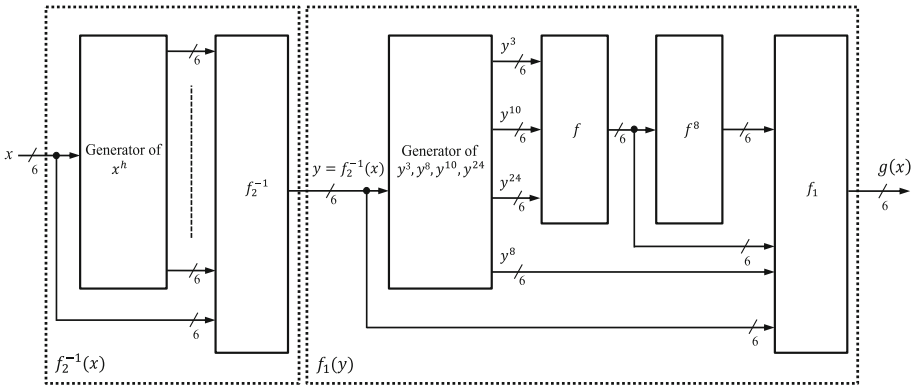 x
6
Generator of
x^h
6
6
6
f_2^{-1}
f_2^{-1}(x)
y = f_2^{-1}(x)
6
Generator of
y^3, y^8, y^{10}, y^{24}
y^3
6
y^{10}
6
y^{24}
6
y^8
6
f
6
f^8
6
6
6
f_1
g(x)
6
f_1(y)